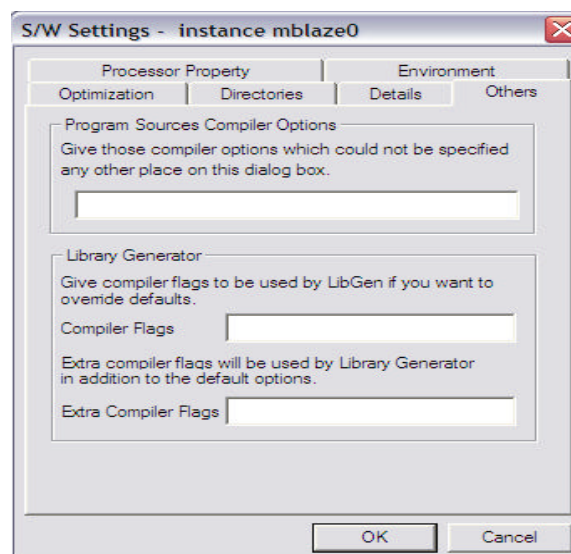 S/W Settings - instance mblaze0
Processor Property
Environment
Optimization
Directories
Details
Others
Program Sources Compiler Options
Give those compiler options which could not be specified
any other place on this dialog box.
Library Generator
Give compiler flags to be used by LibGen if you want to
override defaults.
Compiler Flags
Extra compiler flags will be used by Library Generator
in addition to the default options.
Extra Compiler Flags
OK
Cancel